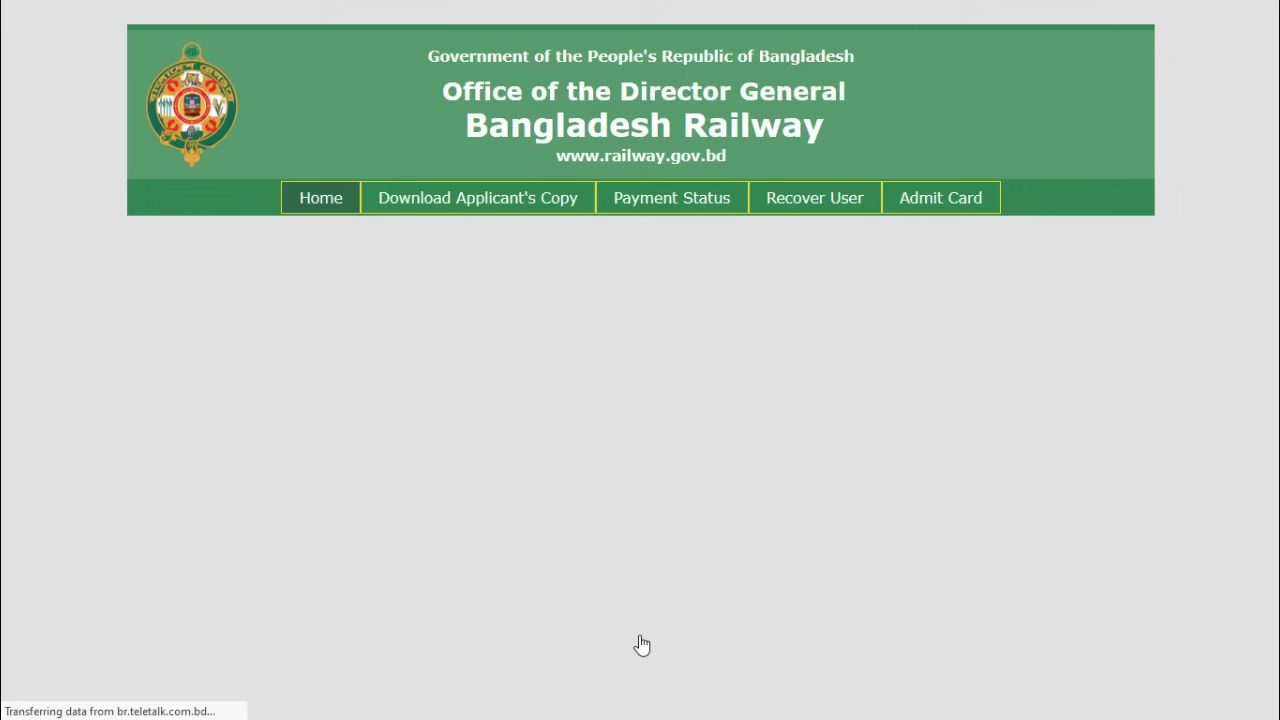 Government of the People's Republic of Bangladesh
Office of the Director General
Bangladesh Railway
www.railway.gov.bd
Home
Download Applicant's Copy
Payment Status
Recover User
Admit Card
Transferring data from br.teletalk.com.bd...